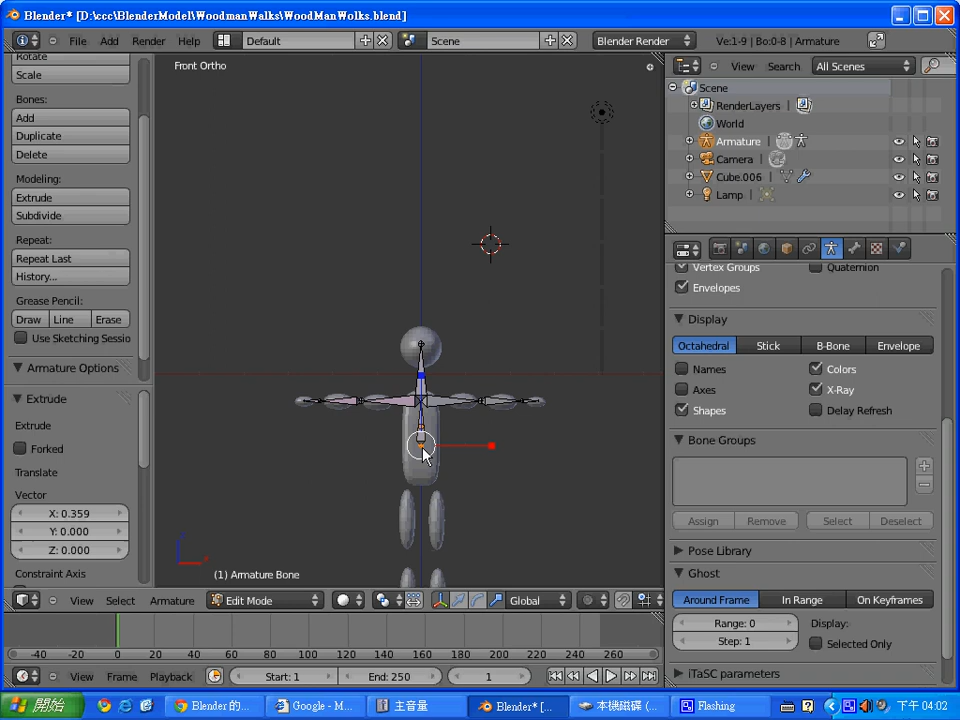 Blender* [D:\ccc\BlenderModel\WoodmanWalks\WoodManWolks.blend]
File Add Render Help Default Scene Blender Render Ve:1-9 | Bo:0-8 | Armature
Rotate
Scale
Bones:
Add
Duplicate
Delete
Modeling:
Extrude
Subdivide
Repeat:
Repeat Last
History...
Grease Pencil:
Draw Line Erase
Use Sketching Sessio
Armature Options
Extrude
Extrude
Forked
Translate
Vector
X: 0.359
Y: 0.000
Z: 0.000
Constraint Axis
Front Ortho
(1) Armature Bone
View Select Armature Edit Mode Global
-40 -20 0 20 40 60 80 100 120 140 160 180 200 220 240 260
View Frame Playback Start: 1 End: 250 1
View Search All Scenes
Scene
RenderLayers
World
Armature
Camera
Cube.006
Lamp
Vertex Groups Quaternion
Envelopes
Display
Octahedral Stick B-Bone Envelope
Names Colors
Axes X-Ray
Shapes Delay Refresh
Bone Groups
Assign Remove Select Deselect
Pose Library
Ghost
Around Frame In Range On Keyframes
Range: 0 Display:
Step: 1 Selected Only
iTaSC parameters
開始 Blender 的... Google - M... 主音量 Blender* [... 本機磁碟 (... Flashing 下午 04:02